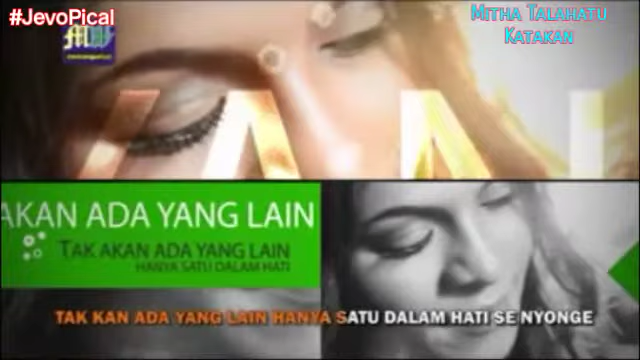 #JevoPical
MITHA TALAHATU
KATAKAN
AKAN ADA YANG LAIN
TAK AKAN ADA YANG LAIN
HANYA SATU DALAM HATI
TAK KAN ADA YANG LAIN HANYA SATU DALAM HATI SE NYONGE